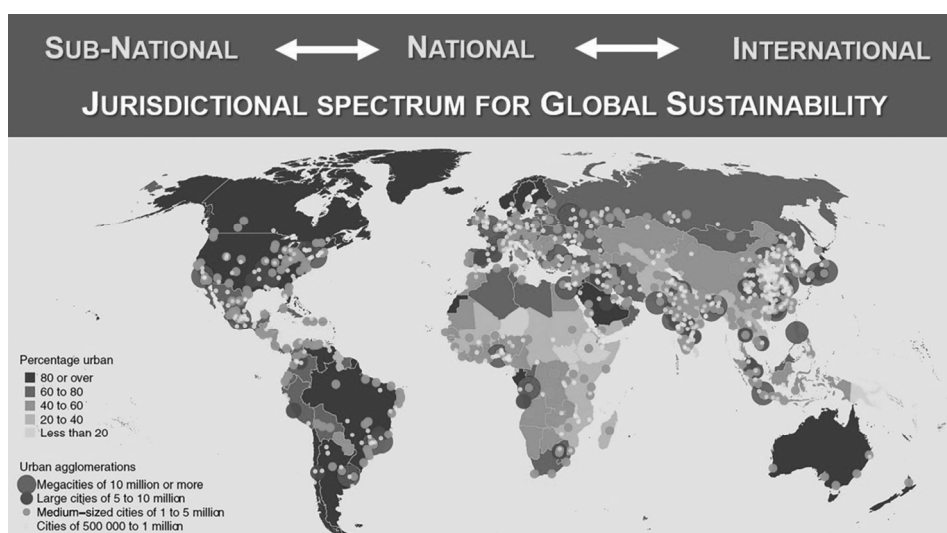 SUB-NATIONAL NATIONAL INTERNATIONAL
JURISDICTIONAL SPECTRUM FOR GLOBAL SUSTAINABILITY
Percentage urban
80 or over
60 to 80
40 to 60
20 to 40
Less than 20
Urban agglomerations
Megacities of 10 million or more
Large cities of 5 to 10 million
Medium-sized cities of 1 to 5 million
Cities of 500 000 to 1 million